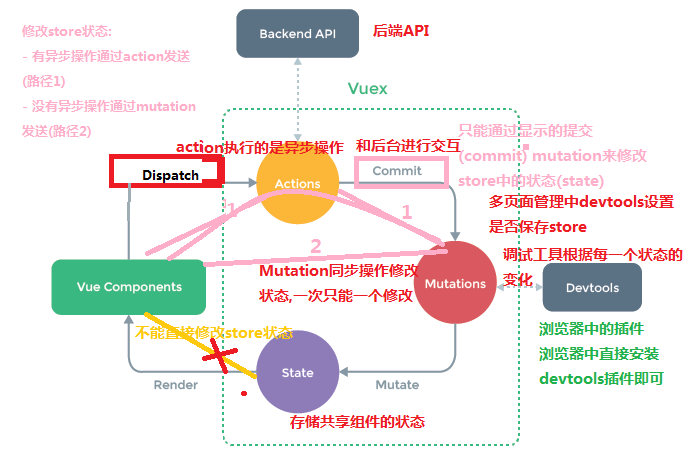 修改store状态:
- 有异步操作通过action发送
(路径1)
- 没有异步操作通过mutation
发送(路径2)
Backend API
后端API
Vuex
action执行的是异步操作
和后台进行交互
只能通过显示的提交
(commit) mutation来修改
store中的状态(state)
Dispatch
Actions
Commit
1
1
2
多页面管理中devtools设置
是否保存store
调试工具根据每一个状态的
变化
Vue Components
Mutation同步操作修改
状态,一次只能一个修改
Mutations
Devtools
不能直接修改store状态
浏览器中的插件
浏览器中直接安装
devtools插件即可
Render
State
Mutate
存储共享组件的状态